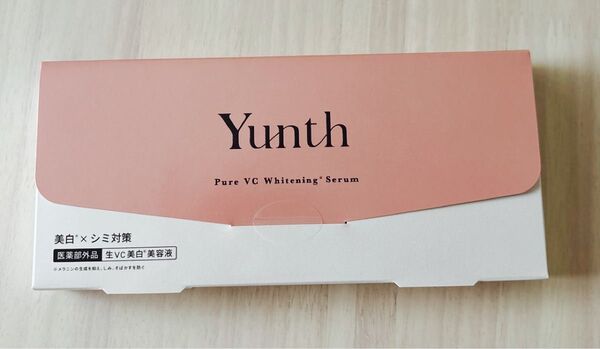 Yunth
Pure VC Whitening* Serum
美白*×シミ対策
医薬部外品 生VC美白*美容液
※メラニンの生成を抑え、しみ、そばかすを防ぐ